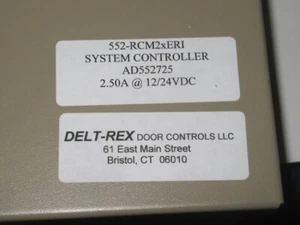 552-RCM2xERI
SYSTEM CONTROLLER
AD552725
2.50A @ 12/24VDC
DELT-REX DOOR CONTROLS LLC
61 East Main Street
Bristol, CT 06010